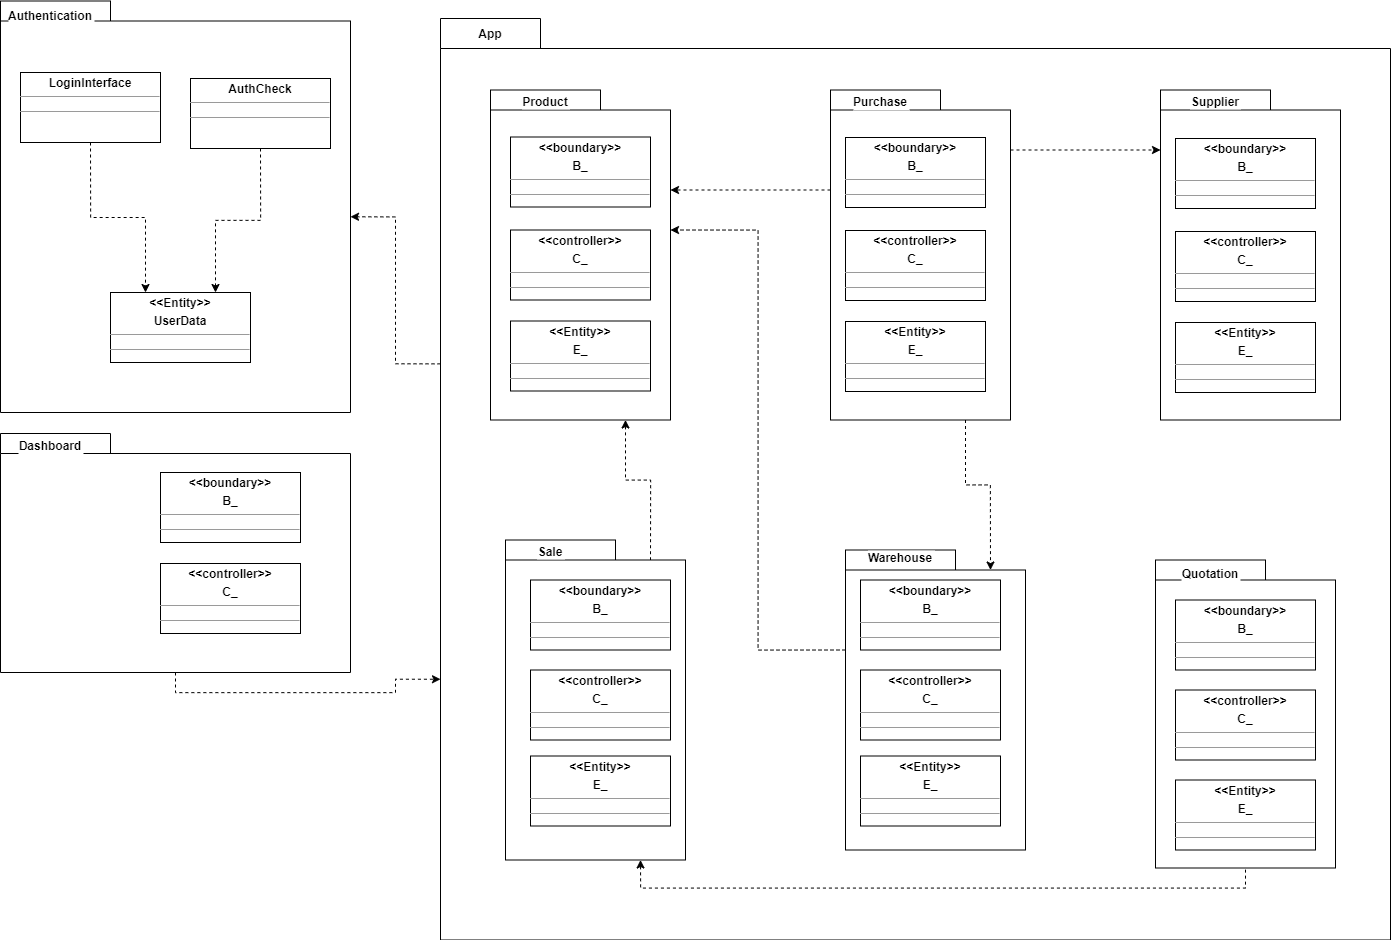 Authentication
LoginInterface
AuthCheck
<<Entity>>
UserData
Dashboard
<<boundary>>
B_
<<controller>>
C_
App
Product
<<boundary>>
B_
<<controller>>
C_
<<Entity>>
E_
Purchase
<<boundary>>
B_
<<controller>>
C_
<<Entity>>
E_
Supplier
<<boundary>>
B_
<<controller>>
C_
<<Entity>>
E_
Sale
<<boundary>>
B_
<<controller>>
C_
<<Entity>>
E_
Warehouse
<<boundary>>
B_
<<controller>>
C_
<<Entity>>
E_
Quotation
<<boundary>>
B_
<<controller>>
C_
<<Entity>>
E_